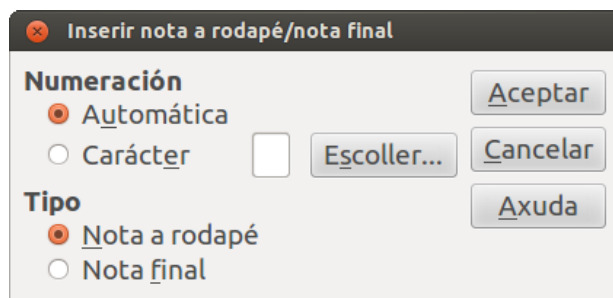 Inserir nota a rodapé/nota final
Numeración
Aceptar
Automática
Carácter Escoller... Cancelar
Tipo
Axuda
Nota a rodapé
Nota final